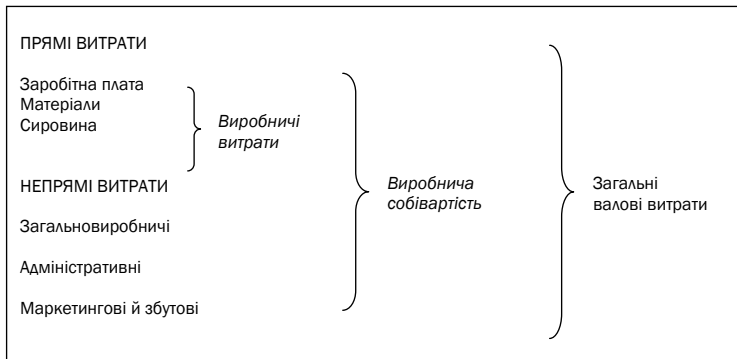 ПРЯМІ ВИТРАТИ
Заробітна плата
Матеріали
Сировина
Виробничі
витрати
НЕПРЯМІ ВИТРАТИ
Загальновиробничі
Адміністративні
Маркетингові й збутові
Виробнича
собівартість
Загальні
валові витрати